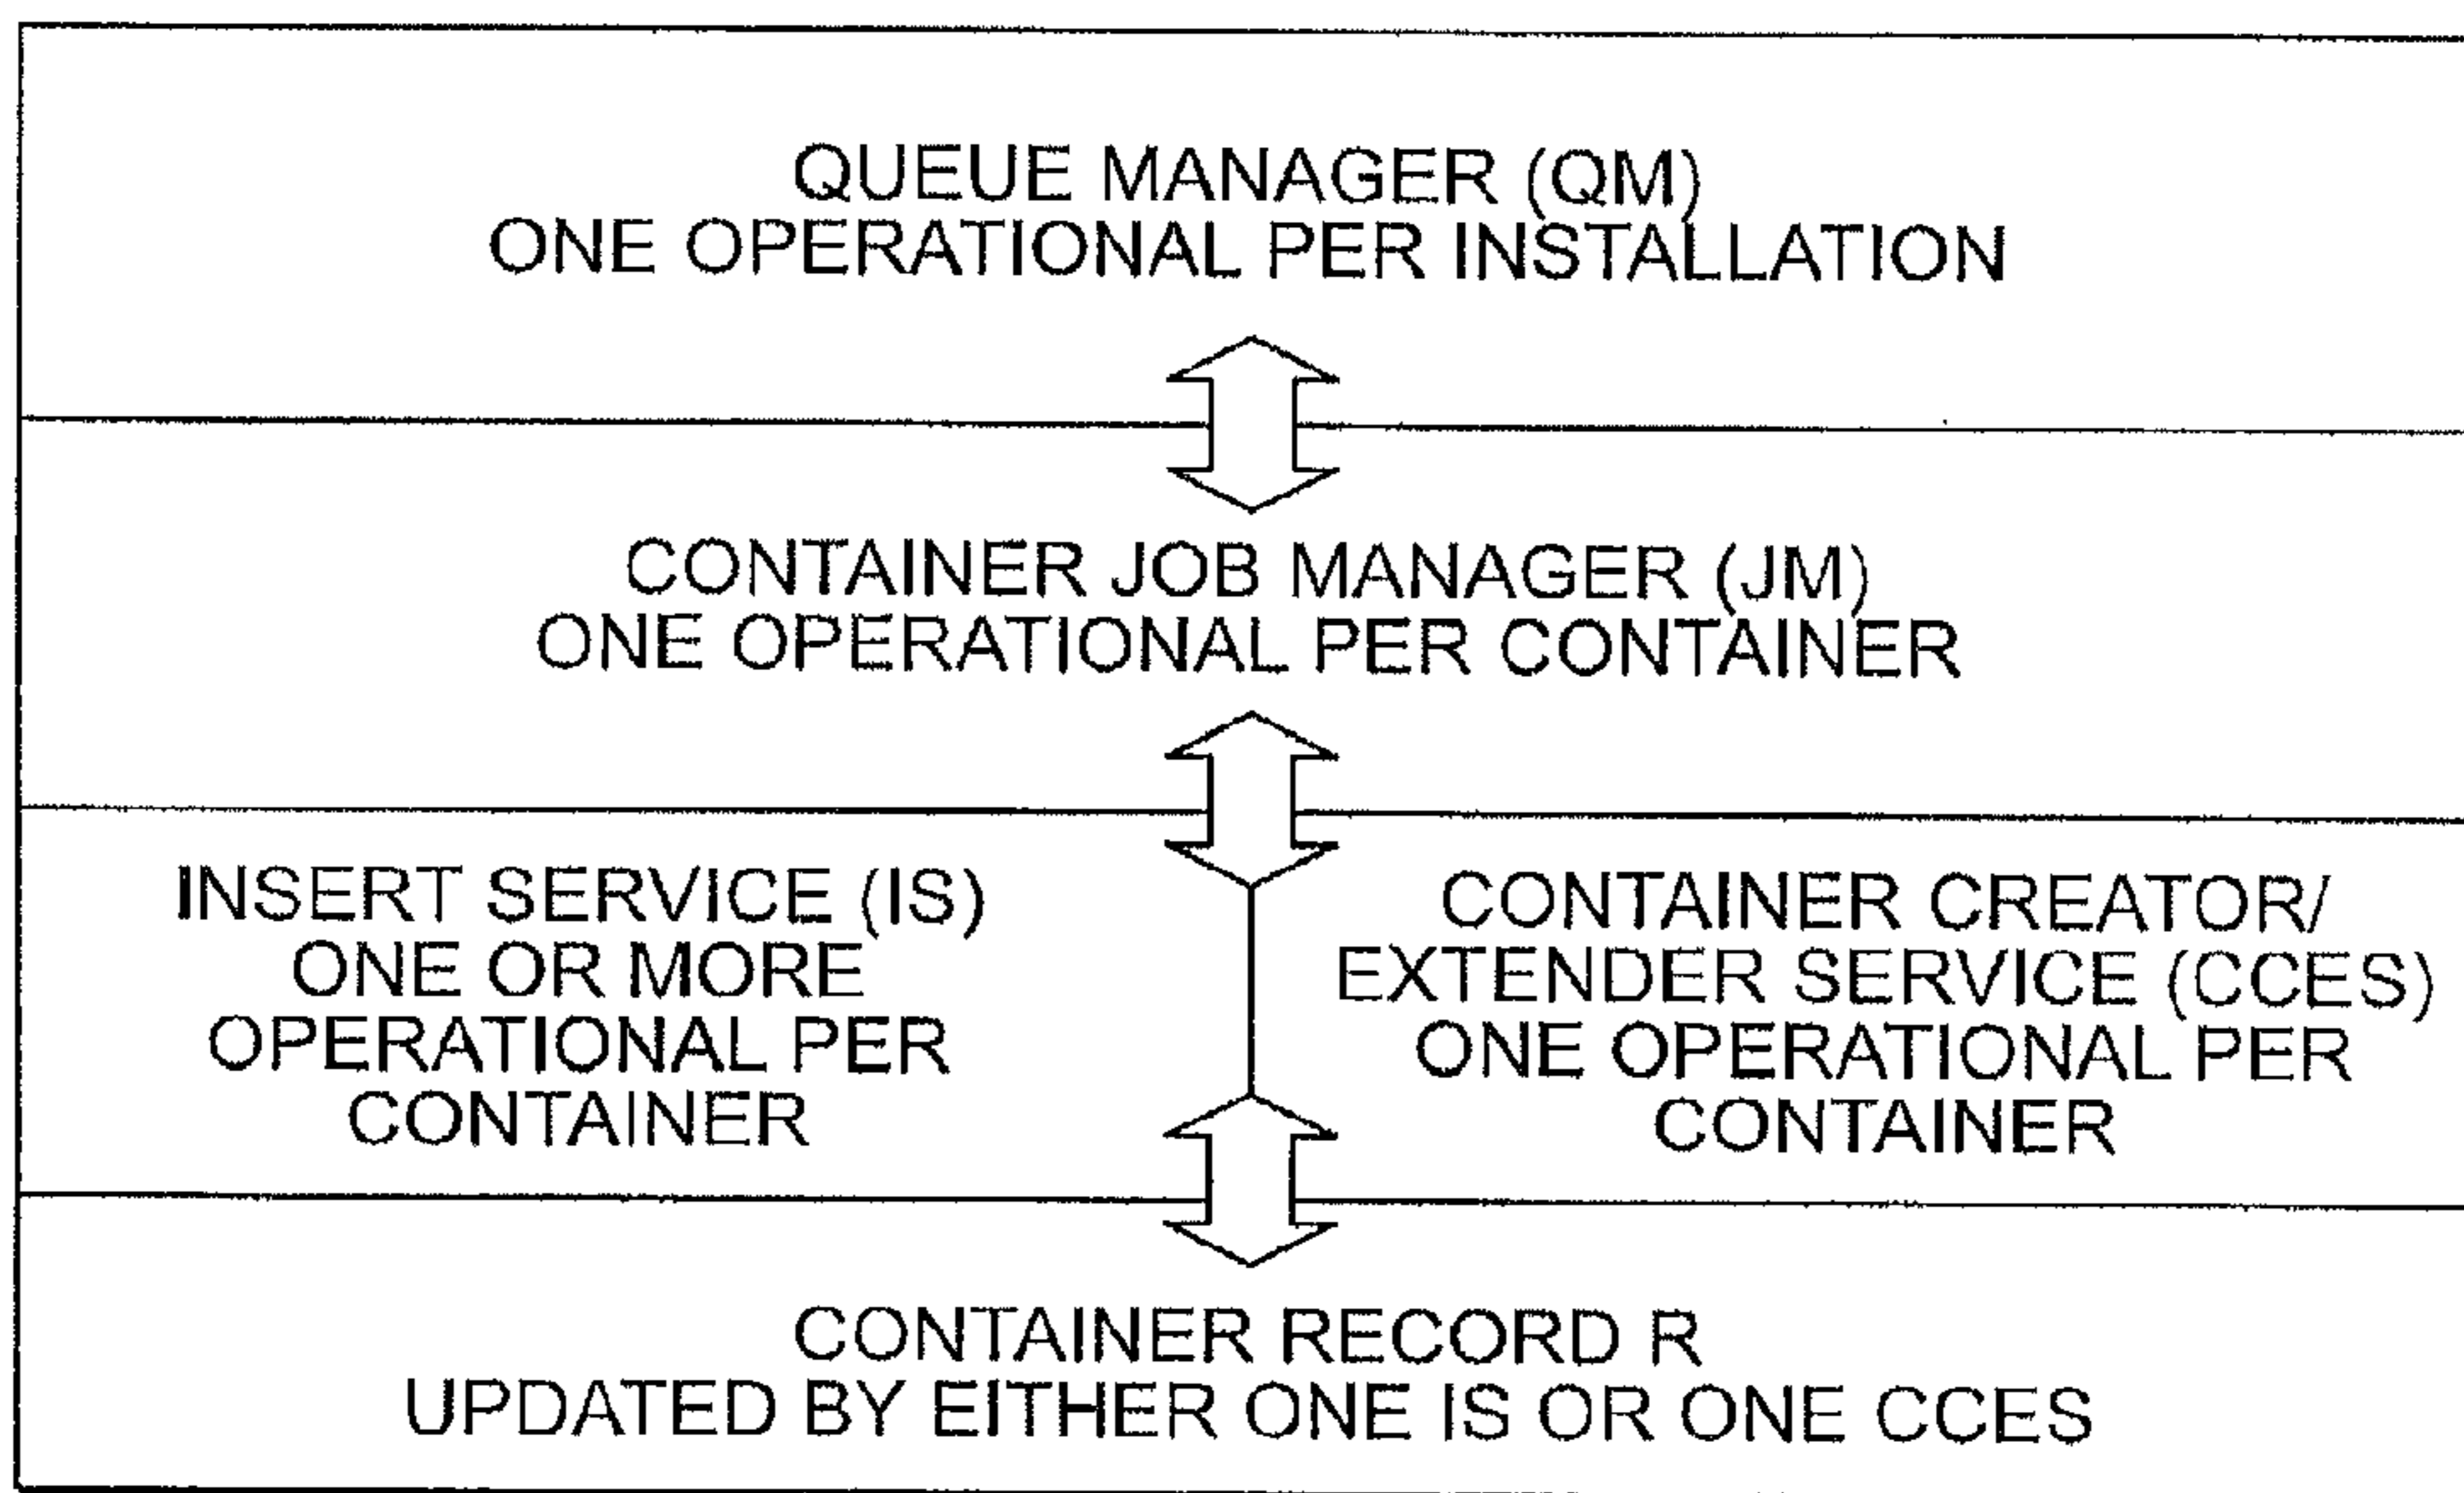 QUEUE MANAGER (QM)
ONE OPERATIONAL PER INSTALLATION
CONTAINER JOB MANAGER (JM)
ONE OPERATIONAL PER CONTAINER
INSERT SERVICE (IS)
ONE OR MORE
OPERATIONAL PER
CONTAINER
CONTAINER CREATOR/
EXTENDER SERVICE (CCES)
ONE OPERATIONAL PER
CONTAINER
CONTAINER RECORD R
UPDATED BY EITHER ONE IS OR ONE CCES